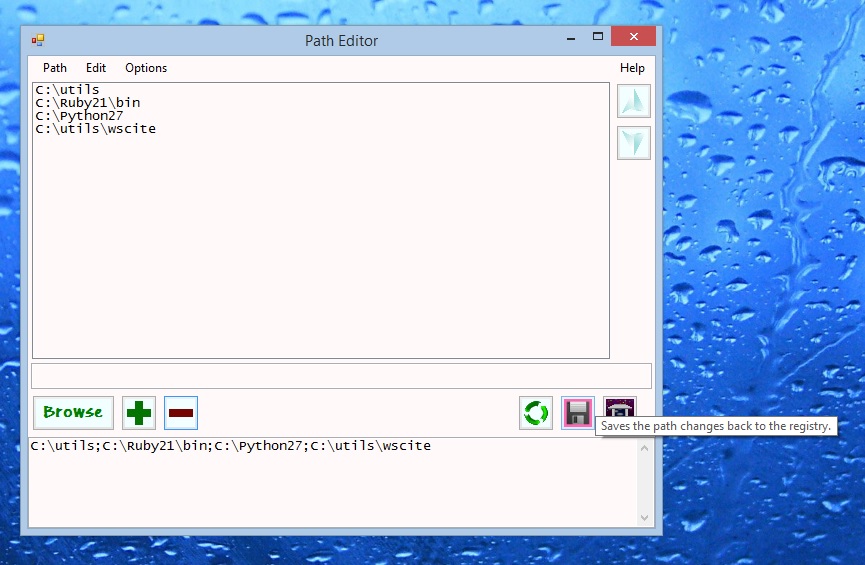 Path Editor
Path Edit Options Help
C:\utils
C:\Ruby21\bin
C:\Python27
C:\utils\wscite
Browse
Saves the path changes back to the registry.
C:\utils;C:\Ruby21\bin;C:\Python27;C:\utils\wscite